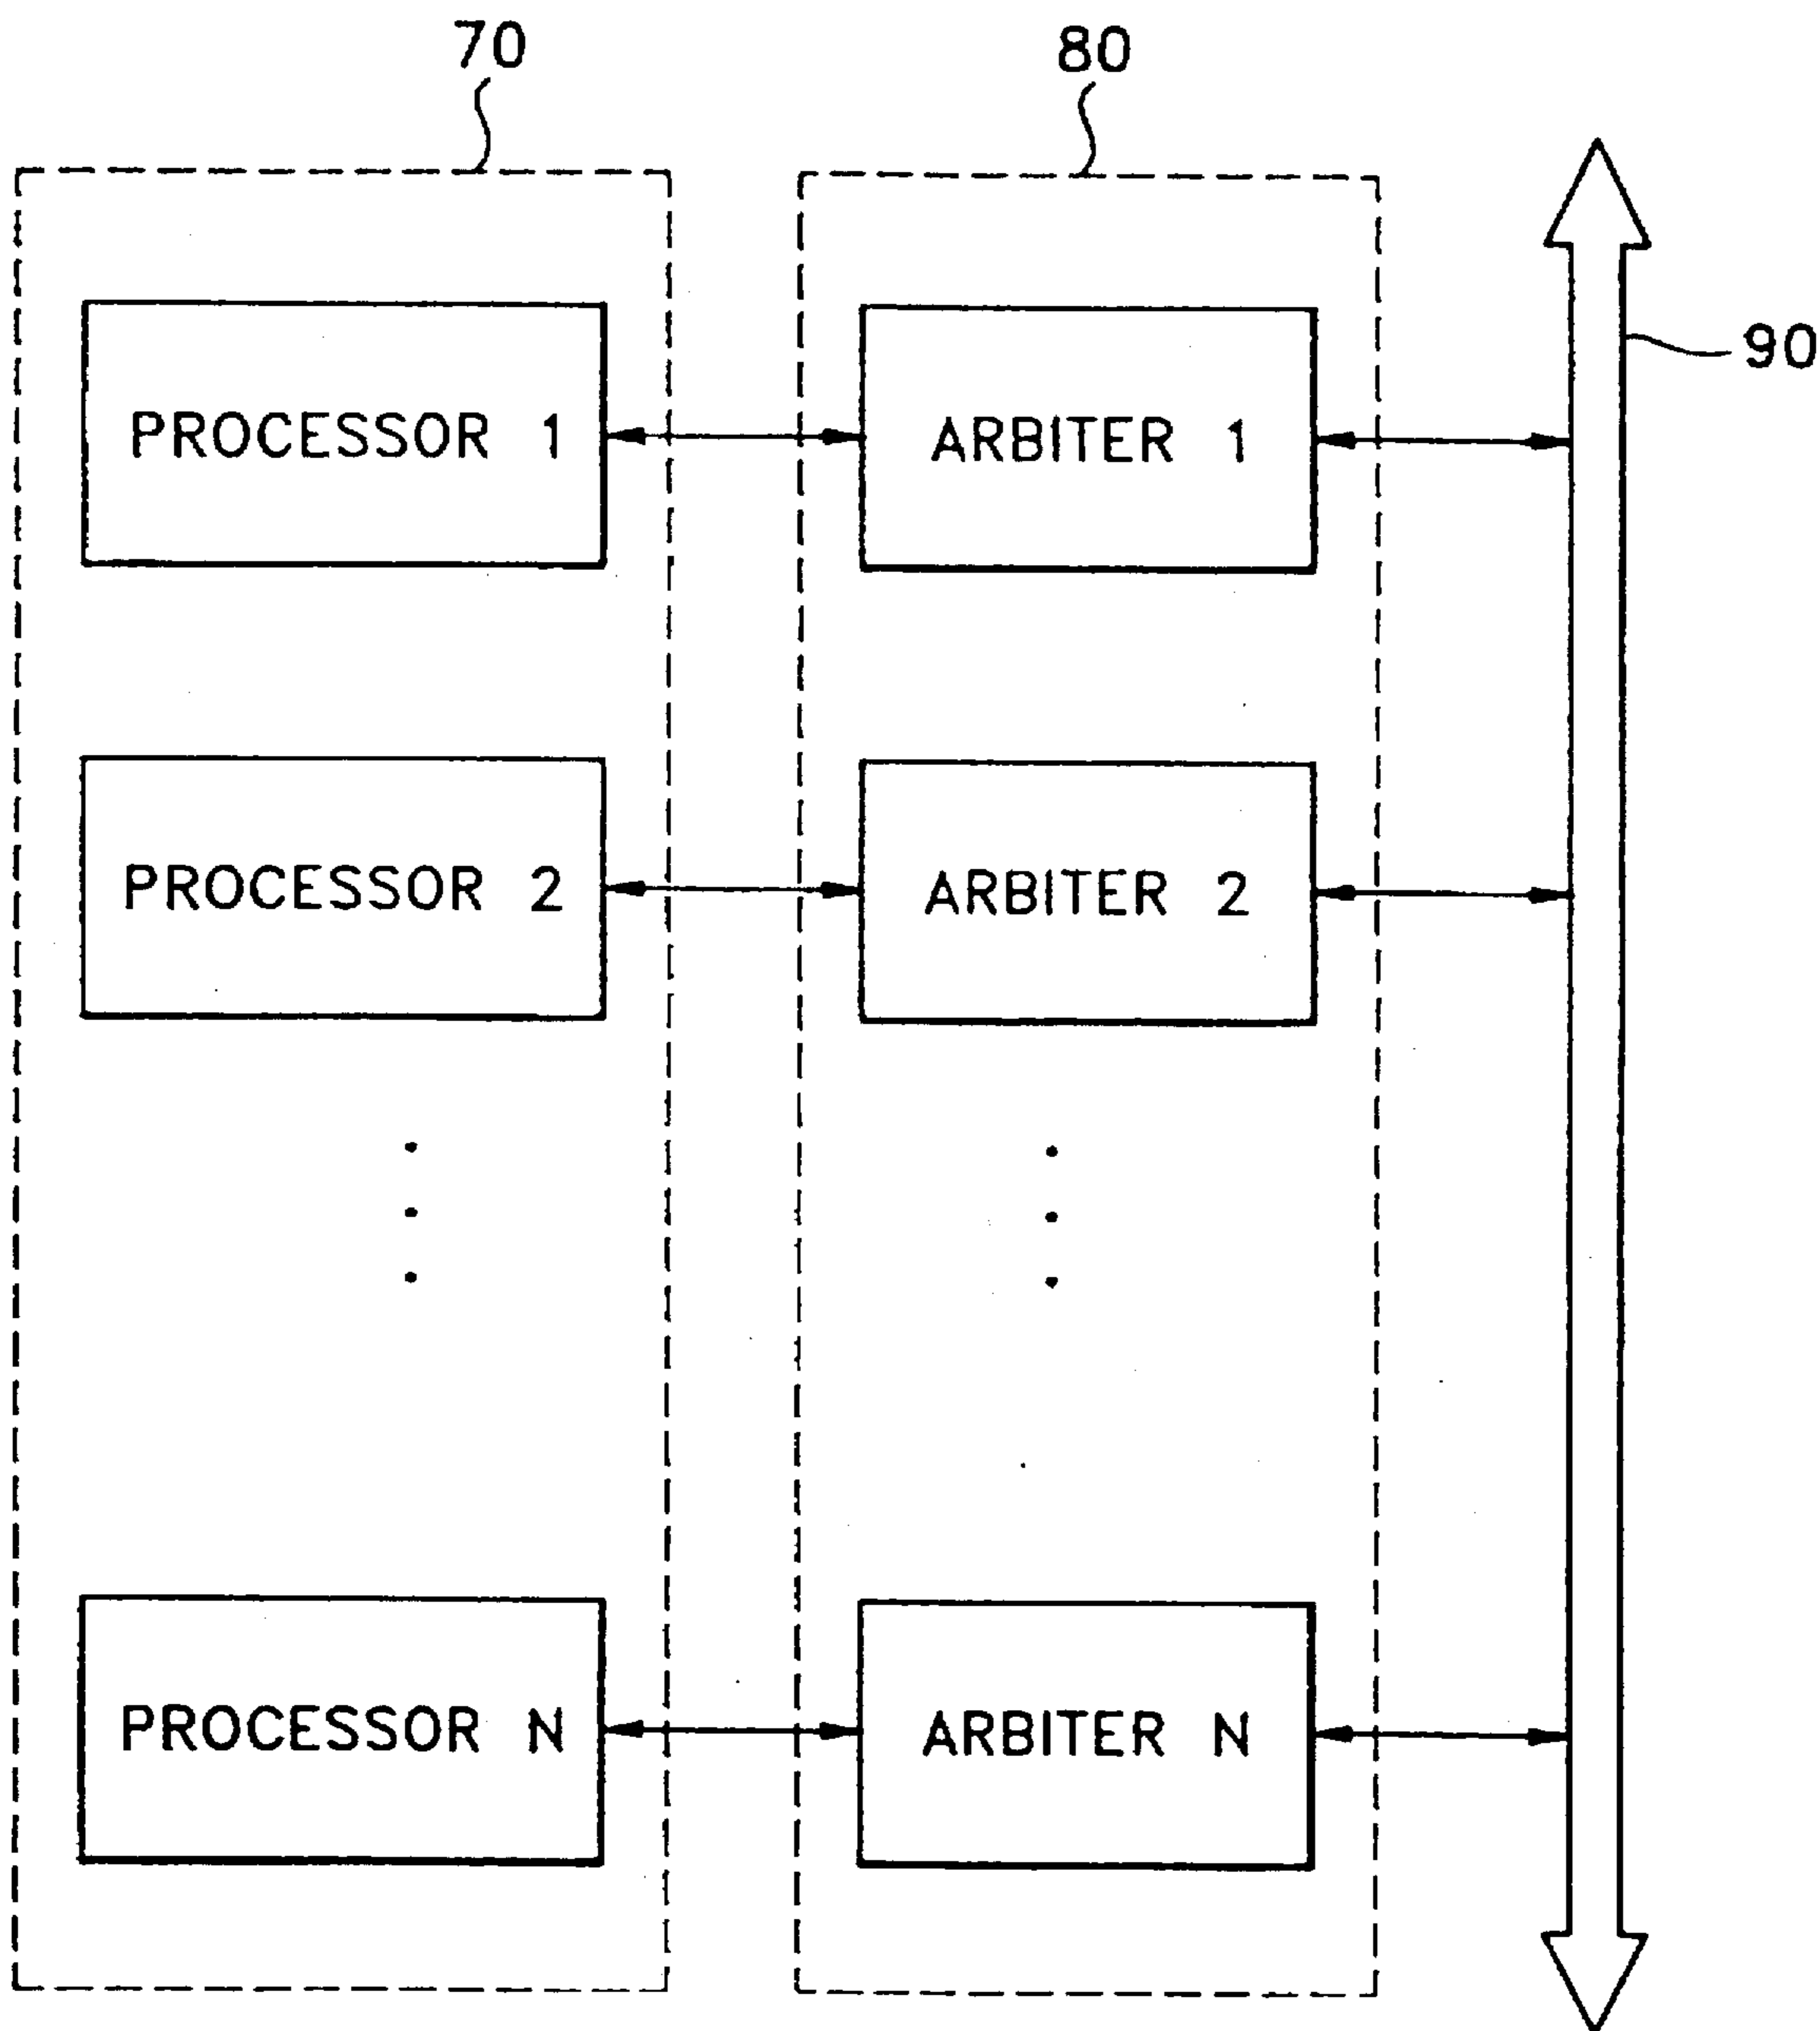 70
80
90
PROCESSOR 1
ARBITER 1
PROCESSOR 2
ARBITER 2
PROCESSOR N
ARBITER N